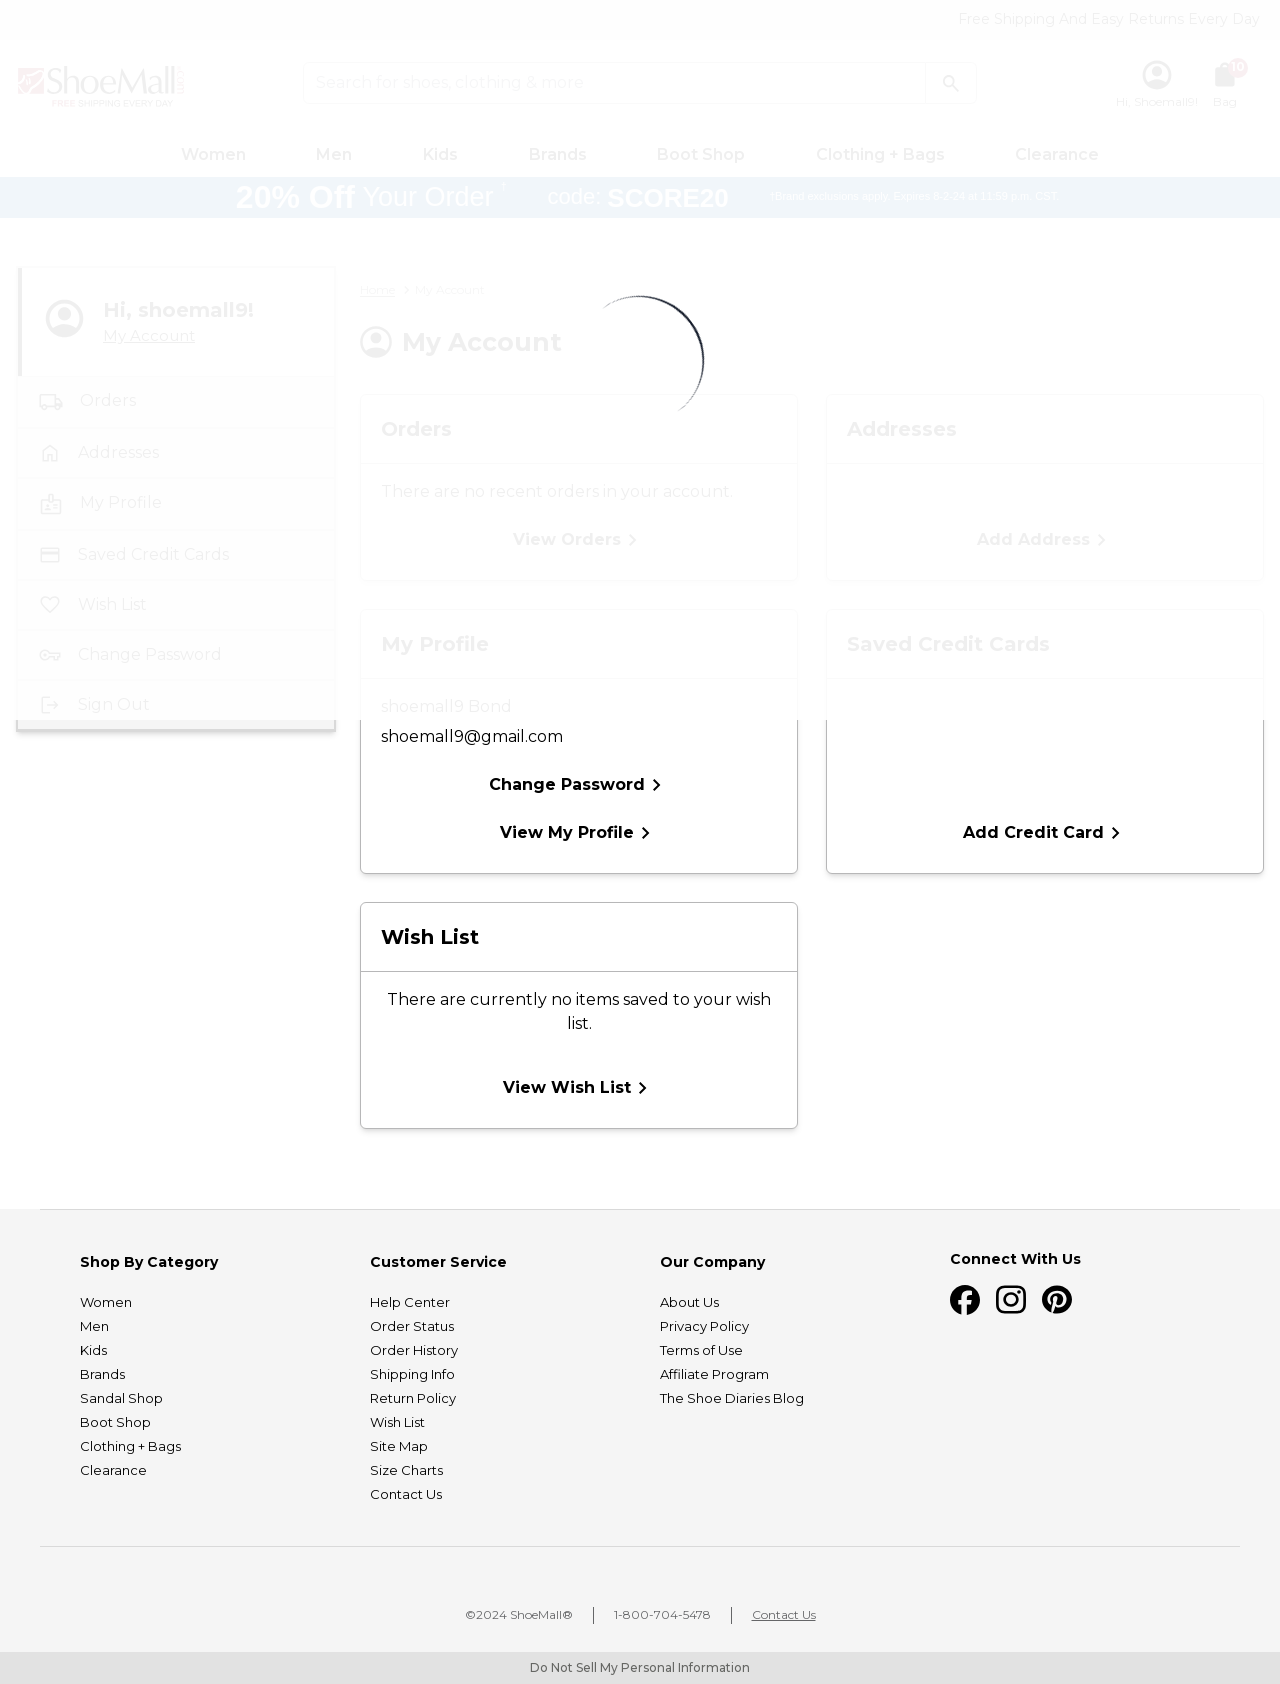 Free Shipping And Easy Returns Every Day
ShoeMall.com
FREE SHIPPING EVERY DAY
Search for shoes, clothing & more
Hi, Shoemall9!
10
Bag
Women
Men
Kids
Brands
Boot Shop
Clothing + Bags
Clearance
20% Off Your Order† code: SCORE20 †Brand exclusions apply. Expires 6-2-24 at 11:59 p.m. CST.
Hi, shoemall9!
My Account
Orders
Addresses
My Profile
Saved Credit Cards
Wish List
Change Password
Sign Out
Home › My Account
My Account
Orders
There are no recent orders in your account.
View Orders
Addresses
Add Address
My Profile
shoemall9 Bond
shoemall9@gmail.com
Change Password
View My Profile
Saved Credit Cards
Add Credit Card
Wish List
There are currently no items saved to your wish
list.
View Wish List
Shop By Category
Women
Men
Kids
Brands
Sandal Shop
Boot Shop
Clothing + Bags
Clearance
Customer Service
Help Center
Order Status
Order History
Shipping Info
Return Policy
Wish List
Site Map
Size Charts
Contact Us
Our Company
About Us
Privacy Policy
Terms of Use
Affiliate Program
The Shoe Diaries Blog
Connect With Us
©2024 ShoeMall®
1-800-704-5478
Contact Us
Do Not Sell My Personal Information